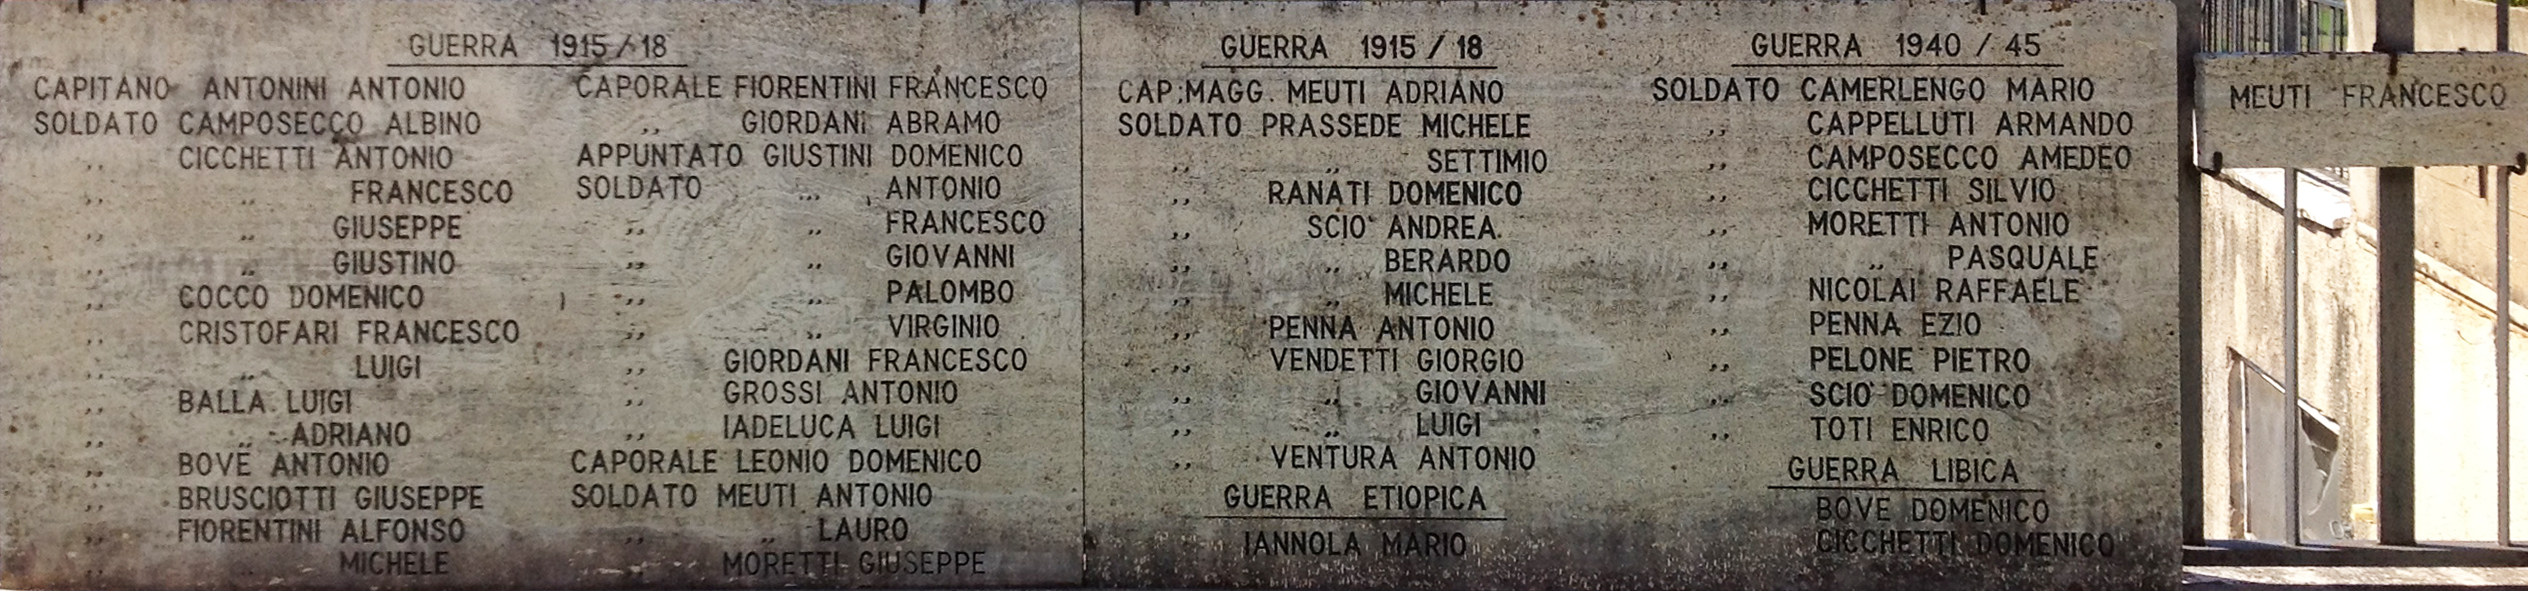 GUERRA 1915/18
CAPITANO ANTONINI ANTONIO
SOLDATO CAMPOSECCO ALBINO
,, CICCHETTI ANTONIO
,, ,, FRANCESCO
,, ,, GIUSEPPE
,, ,, GIUSTINO
,, COCCO DOMENICO
,, CRISTOFARI FRANCESCO
,, LUIGI
,, BALLA LUIGI
,, ,, ADRIANO
,, BOVE ANTONIO
,, BRUSCIOTTI GIUSEPPE
,, FIORENTINI ALFONSO
,, ,, MICHELE
CAPORALE FIORENTINI FRANCESCO
,, GIORDANI ABRAMO
APPUNTATO GIUSTINI DOMENICO
SOLDATO ,, ANTONIO
,, ,, FRANCESCO
,, ,, GIOVANNI
,, ,, PALOMBO
,, ,, VIRGINIO
,, GIORDANI FRANCESCO
,, GROSSI ANTONIO
,, IADELUCA LUIGI
CAPORALE LEONIO DOMENICO
SOLDATO MEUTI ANTONIO
,, ,, LAURO
,, MORETTI GIUSEPPE
GUERRA 1915/18
CAP.MAGG. MEUTI ADRIANO
SOLDATO PRASSEDE MICHELE
,, ,, SETTIMIO
,, RANATI DOMENICO
,, SCIO' ANDREA
,, ,, BERARDO
,, ,, MICHELE
,, PENNA ANTONIO
,, VENDETTI GIORGIO
,, ,, GIOVANNI
,, ,, LUIGI
,, VENTURA ANTONIO
GUERRA ETIOPICA
IANNOLA MARIO
GUERRA 1940/45
SOLDATO CAMERLENGO MARIO
,, CAPPELLUTI ARMANDO
,, CAMPOSECCO AMEDEO
,, CICCHETTI SILVIO
,, MORETTI ANTONIO
,, ,, PASQUALE
,, NICOLAI RAFFAELE
,, PENNA EZIO
,, PELONE PIETRO
,, SCIO' DOMENICO
,, TOTI ENRICO
GUERRA LIBICA
BOVE DOMENICO
CICCHETTI DOMENICO
MEUTI FRANCESCO